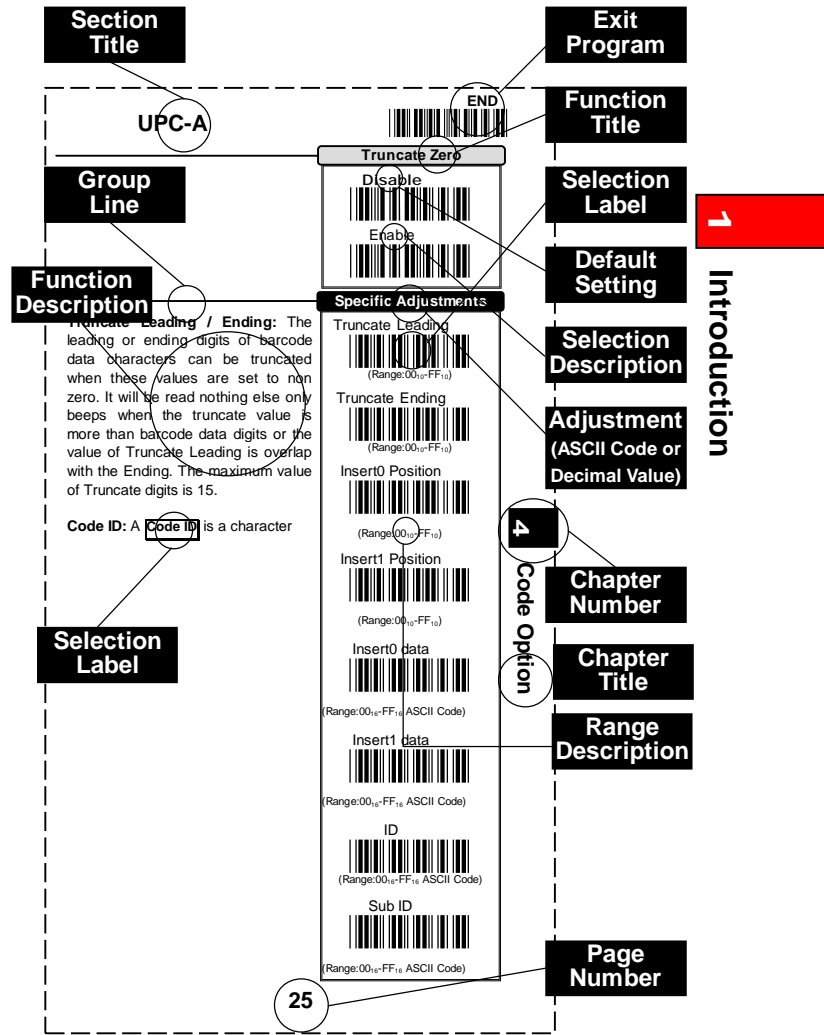 Section
Title
Exit
Program
END
UPC-A
Function
Title
Truncate Zero
Disable
Group
Line
Selection
Label
1
Enable
Default
Setting
Introduction
Function
Description
Specific Adjustments
Truncate Leading / Ending: The
leading or ending digits of barcode
data characters can be truncated
when these values are set to non
zero. It will be read nothing else only
beeps when the truncate value is
more than barcode data digits or the
value of Truncate Leading is overlap
with the Ending. The maximum value
of Truncate digits is 15.
Code ID: A Code ID is a character
Truncate Leading
(Range:00₁₀-FF₁₀)
Selection
Description
Truncate Ending
(Range:00₁₀-FF₁₀)
Adjustment
(ASCII Code or
Decimal Value)
Insert0 Position
(Range:00₁₀-FF₁₀)
4
Code Option
Insert1 Position
(Range:00₁₀-FF₁₀)
Chapter
Number
Selection
Label
Insert0 data
(Range:00₁₆-FF₁₆ ASCII Code)
Chapter
Title
Insert1 data
(Range:00₁₆-FF₁₆ ASCII Code)
Range
Description
ID
(Range:00₁₆-FF₁₆ ASCII Code)
Sub ID
(Range:00₁₆-FF₁₆ ASCII Code)
Page
Number
25